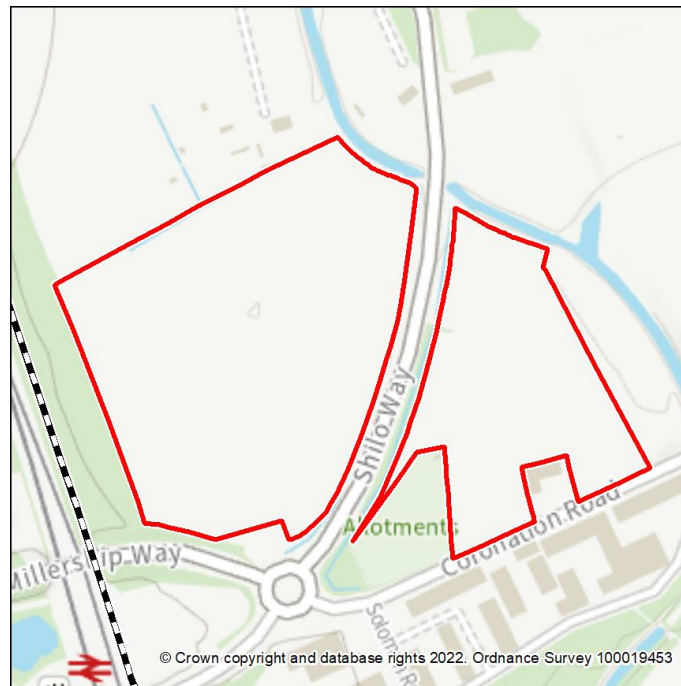 Shilo Way
Allotments
Coronation Road
Millership Way
© Crown copyright and database rights 2022. Ordnance Survey 100019453